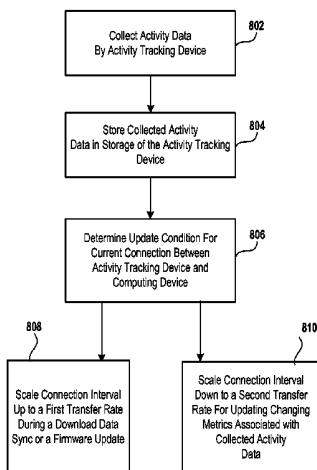 Collect Activity Data
By Activity Tracking Device
802
Store Collected Activity
Data in Storage of the Activity Tracking
Device
804
Determine Update Condition For
Current Connection Between
Activity Tracking Device and
Computing Device
806
808
Scale Connection Interval
Up to a First Transfer Rate
During a Download Data
Sync or a Firmware Update
810
Scale Connection Interval
Down to a Second Transfer
Rate For Updating Changing
Metrics Associated with
Collected Activity
Data